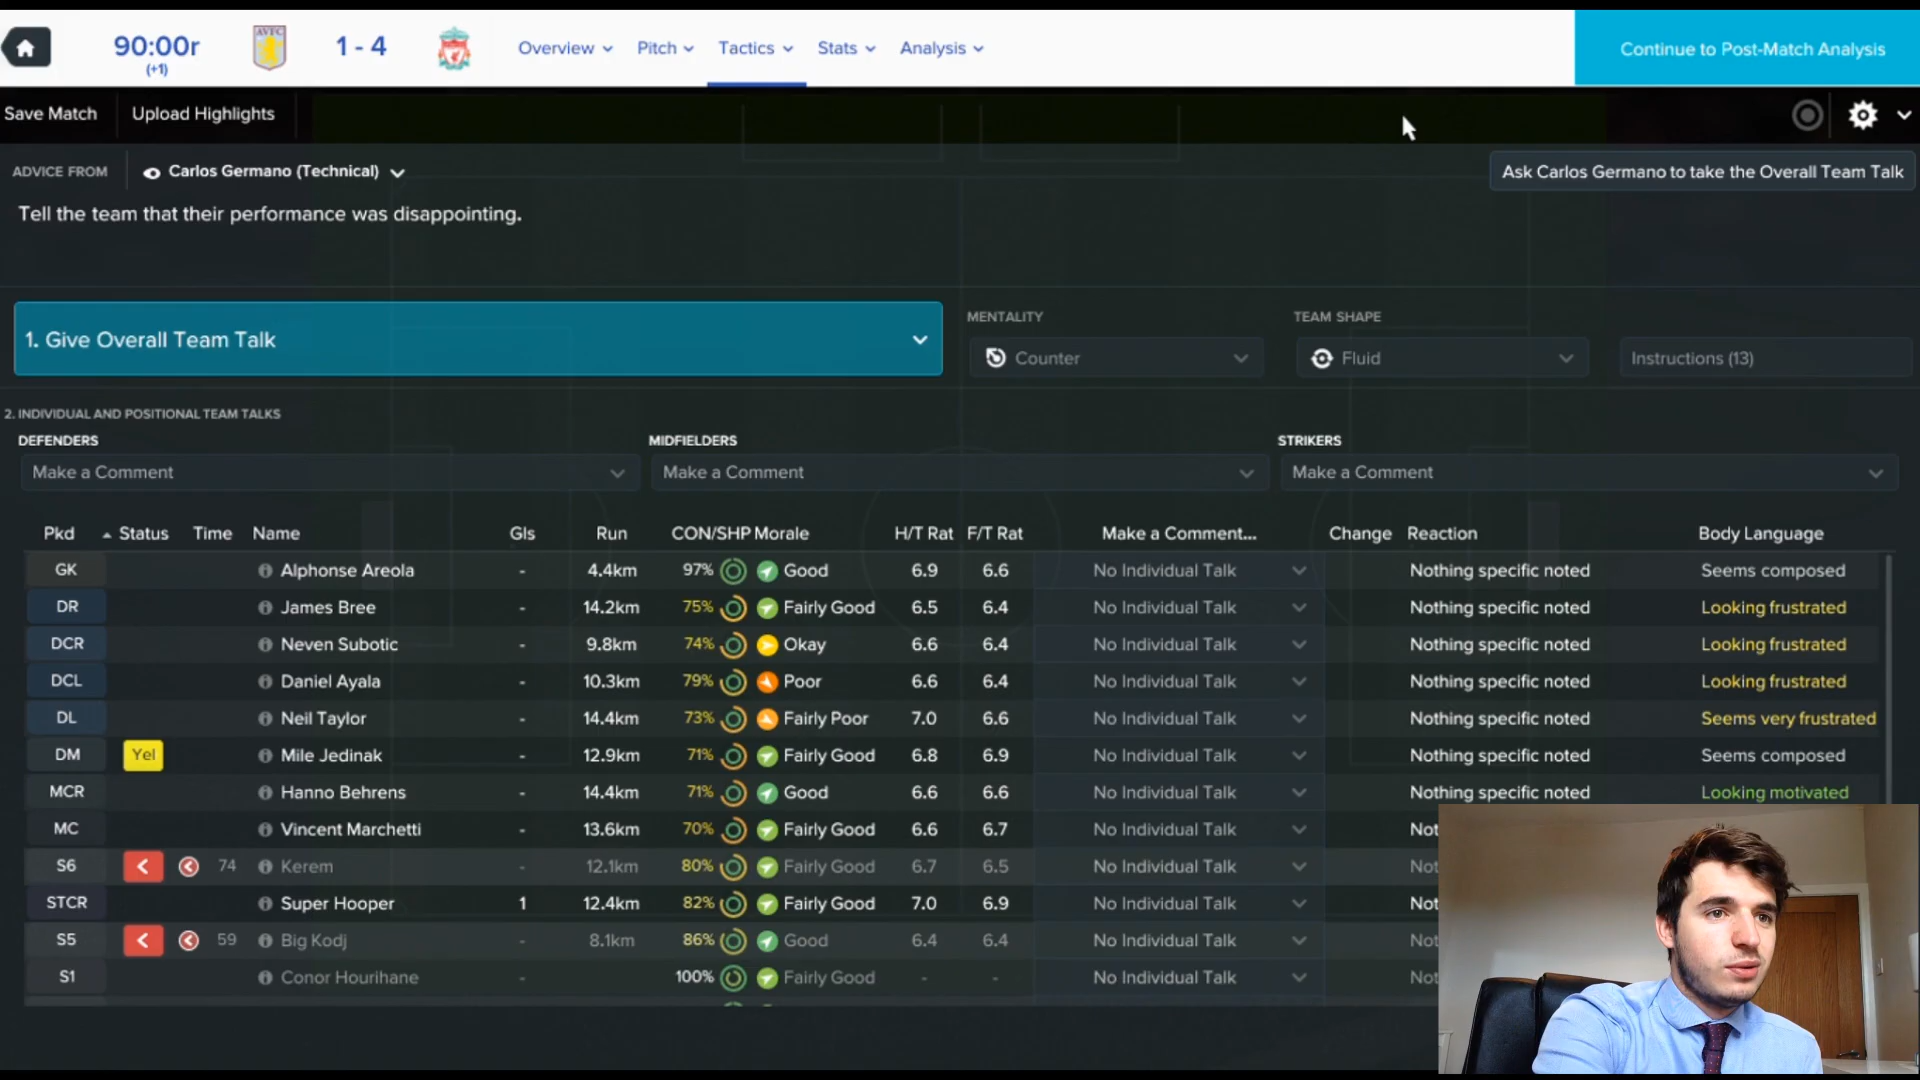 90:00r
(+1)
AVFC
1 - 4
Overview
Pitch
Tactics
Stats
Analysis
Continue to Post-Match Analysis
Save Match
Upload Highlights
ADVICE FROM
Carlos Germano (Technical)
Ask Carlos Germano to take the Overall Team Talk
Tell the team that their performance was disappointing.
1. Give Overall Team Talk
MENTALITY
Counter
TEAM SHAPE
Fluid
Instructions (13)
2. INDIVIDUAL AND POSITIONAL TEAM TALKS
DEFENDERS
MIDFIELDERS
STRIKERS
Make a Comment
Make a Comment
Make a Comment
Pkd Status Time Name Gls Run CON/SHP Morale H/T Rat F/T Rat Make a Comment... Change Reaction Body Language
GK Alphonse Areola - 4.4km 97% Good 6.9 6.6 No Individual Talk Nothing specific noted Seems composed
DR James Bree - 14.2km 75% Fairly Good 6.5 6.4 No Individual Talk Nothing specific noted Looking frustrated
DCR Neven Subotic - 9.8km 74% Okay 6.6 6.4 No Individual Talk Nothing specific noted Looking frustrated
DCL Daniel Ayala - 10.3km 79% Poor 6.6 6.4 No Individual Talk Nothing specific noted Looking frustrated
DL Neil Taylor - 14.4km 73% Fairly Poor 7.0 6.6 No Individual Talk Nothing specific noted Seems very frustrated
DM Yel Mile Jedinak - 12.9km 71% Fairly Good 6.8 6.9 No Individual Talk Nothing specific noted Seems composed
MCR Hanno Behrens - 14.4km 71% Good 6.6 6.6 No Individual Talk Nothing specific noted Looking motivated
MC Vincent Marchetti - 13.6km 70% Fairly Good 6.6 6.7 No Individual Talk Not
S6 74 Kerem - 12.1km 80% Fairly Good 6.7 6.5 No Individual Talk Not
STCR Super Hooper 1 12.4km 82% Fairly Good 7.0 6.9 No Individual Talk Not
S5 59 Big Kodj - 8.1km 86% Good 6.4 6.4 No Individual Talk Not
S1 Conor Hourihane - 100% Fairly Good - - No Individual Talk Not